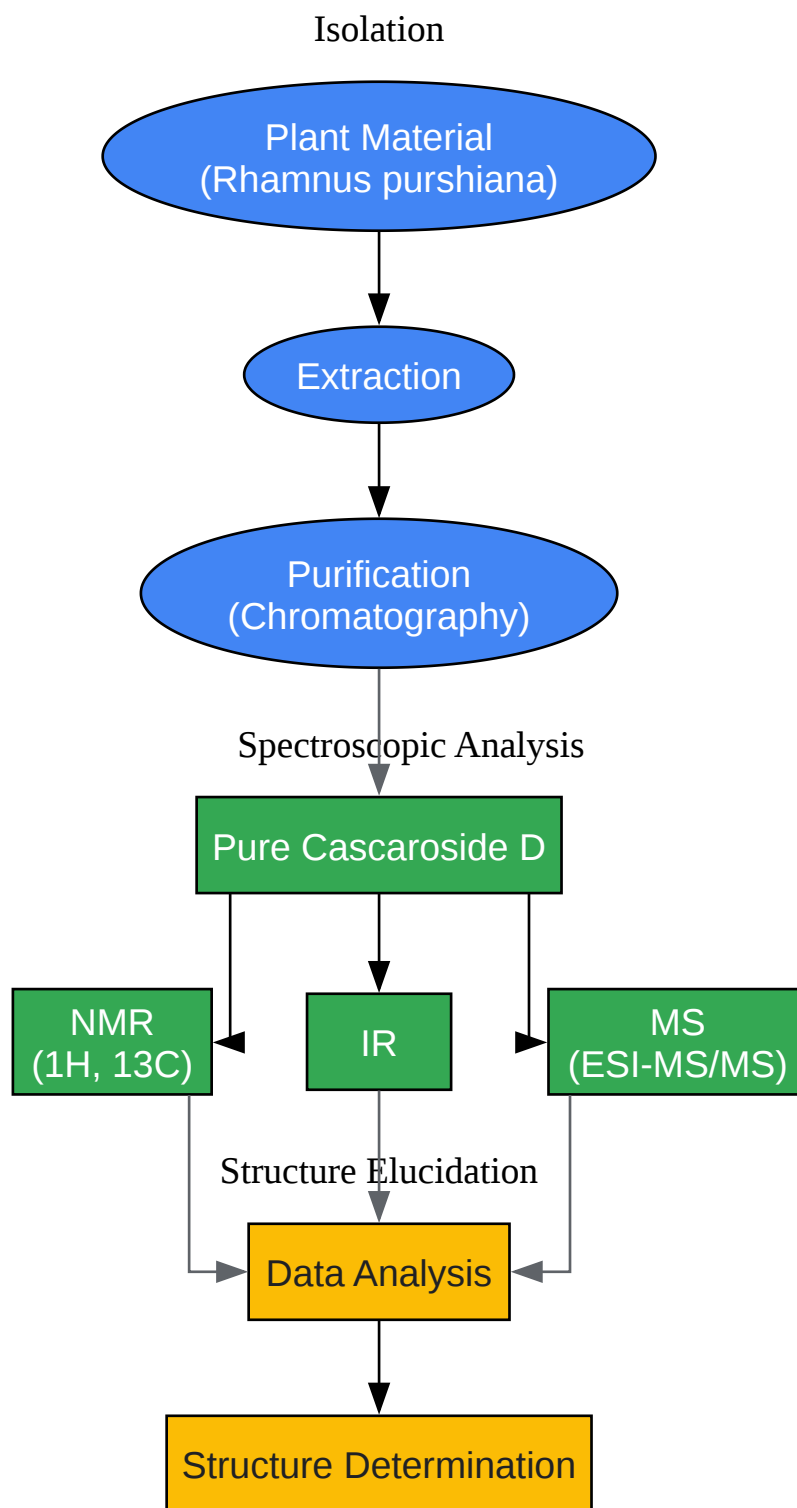 Isolation
Plant Material
(Rhamnus purshiana)
Extraction
Purification
(Chromatography)
Spectroscopic Analysis
Pure Cascaroside D
NMR
(1H, 13C)
IR
MS
(ESI-MS/MS)
Structure Elucidation
Data Analysis
Structure Determination